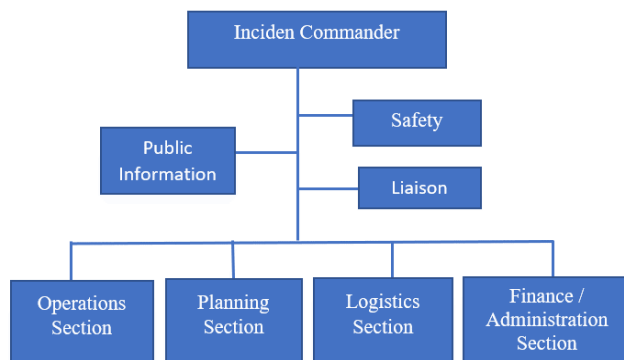 Inciden Commander
Safety
Public
Information
Liaison
Operations
Section
Planning
Section
Logistics
Section
Finance /
Administration
Section